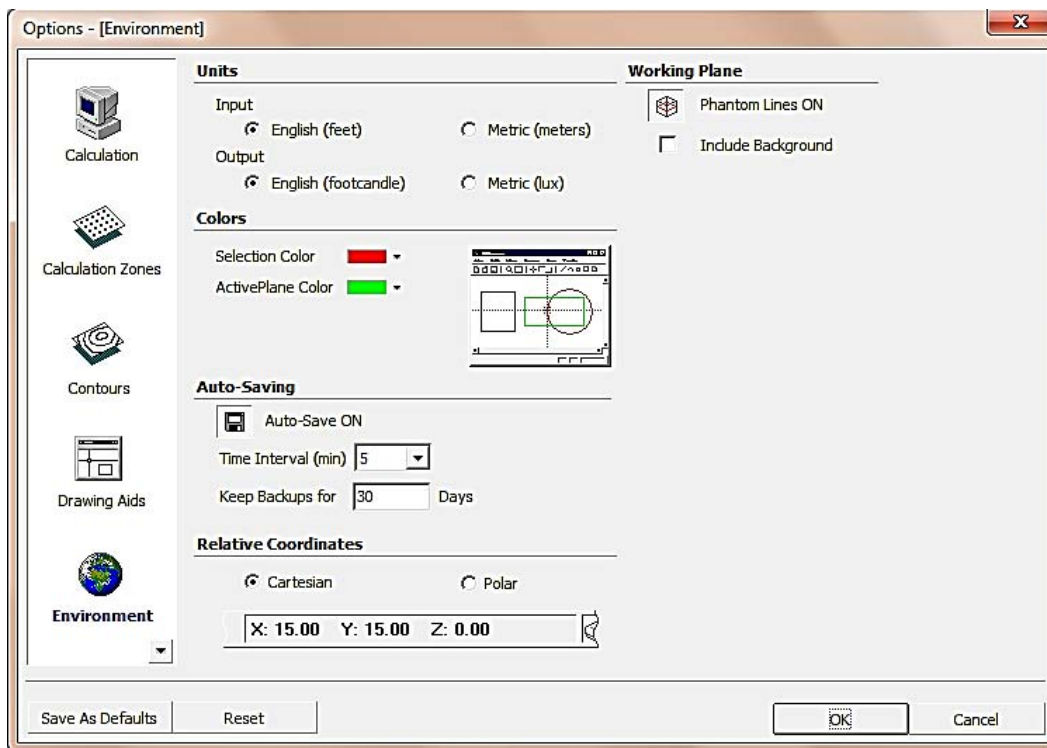 Options - [Environment]
Calculation
Calculation Zones
Contours
Drawing Aids
Environment
Units
Input
English (feet) Metric (meters)
Output
English (footcandle) Metric (lux)
Colors
Selection Color
ActivePlane Color
Auto-Saving
Auto-Save ON
Time Interval (min) 5
Keep Backups for 30 Days
Relative Coordinates
Cartesian Polar
X: 15.00 Y: 15.00 Z: 0.00
Working Plane
Phantom Lines ON
Include Background
Save As Defaults Reset OK Cancel